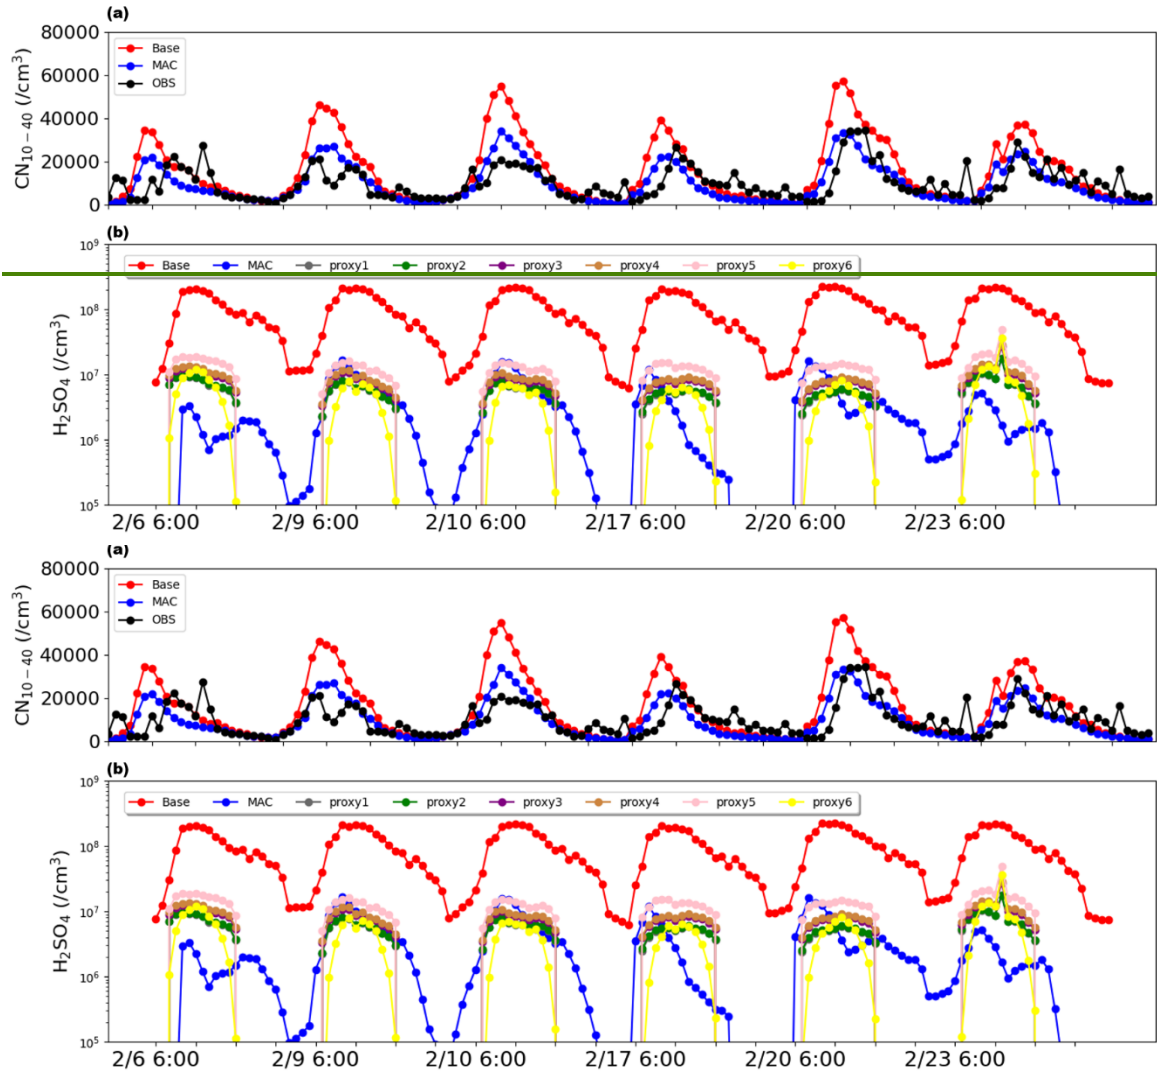 (a)
80000
60000
40000
20000
0
CN10−40 (/cm3)
Base
MAC
OBS
(b)
10^9
10^8
10^7
10^6
10^5
H2SO4 (/cm3)
Base MAC proxy1 proxy2 proxy3 proxy4 proxy5 proxy6
2/6 6:00 2/9 6:00 2/10 6:00 2/17 6:00 2/20 6:00 2/23 6:00
(a)
80000
60000
40000
20000
0
CN10−40 (/cm3)
Base
MAC
OBS
(b)
10^9
10^8
10^7
10^6
10^5
H2SO4 (/cm3)
Base MAC proxy1 proxy2 proxy3 proxy4 proxy5 proxy6
2/6 6:00 2/9 6:00 2/10 6:00 2/17 6:00 2/20 6:00 2/23 6:00